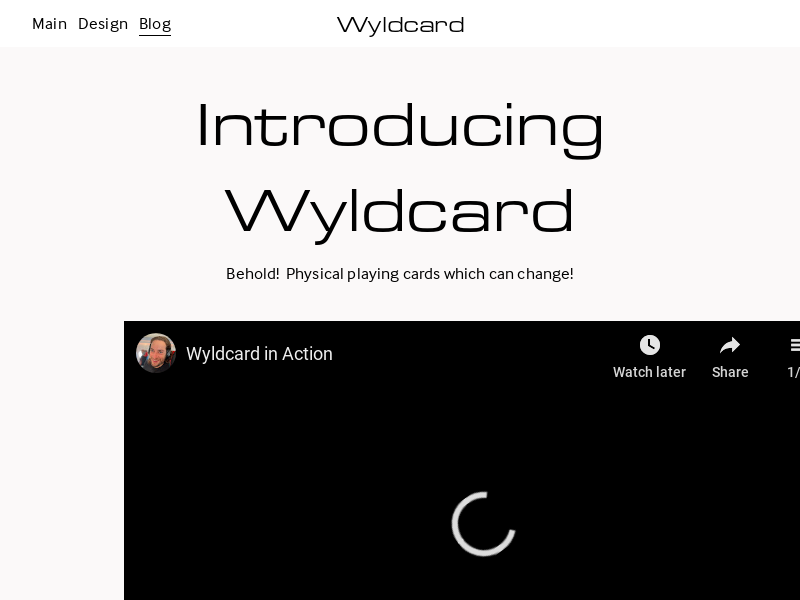 Main Design Blog
Wyldcard
Introducing
Wyldcard
Behold! Physical playing cards which can change!
Wyldcard in Action
Watch later
Share
1/